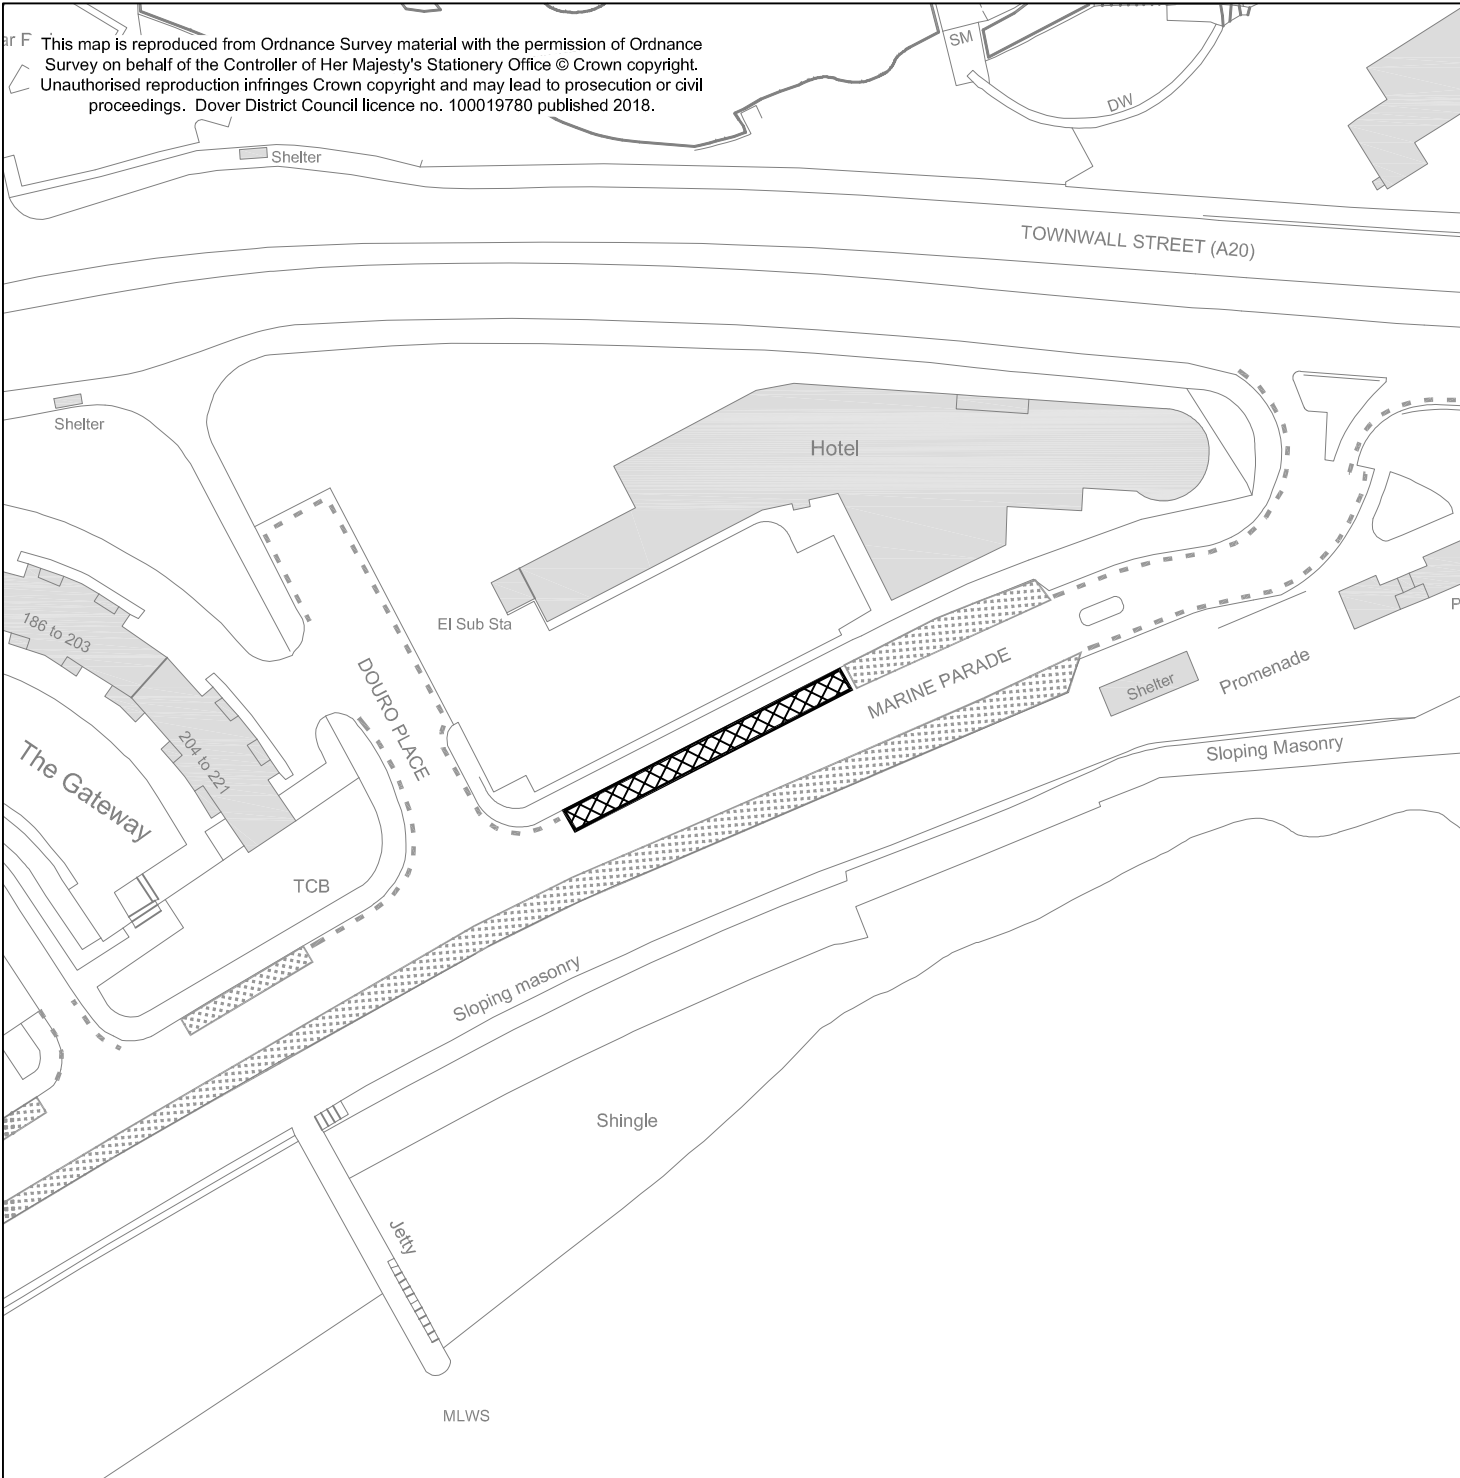 This map is reproduced from Ordnance Survey material with the permission of Ordnance
Survey on behalf of the Controller of Her Majesty's Stationery Office © Crown copyright.
Unauthorised reproduction infringes Crown copyright and may lead to prosecution or civil
proceedings. Dover District Council licence no. 100019780 published 2018.
SM
DW
Shelter
TOWNWALL STREET (A20)
Shelter
Hotel
El Sub Sta
186 to 203
DOURO PLACE
MARINE PARADE
Shelter
Promenade
P
204 to 221
The Gateway
Sloping Masonry
TCB
Sloping masonry
Shingle
Jetty
MLWS